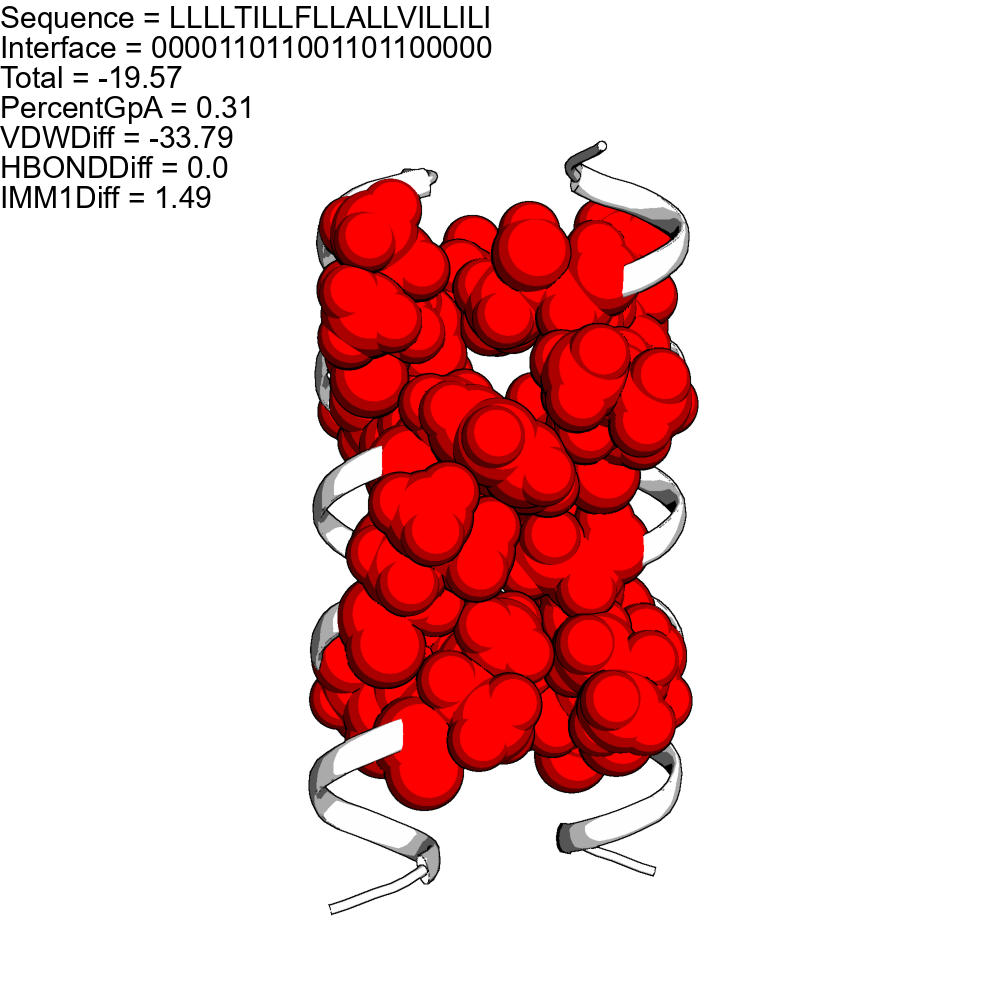 Sequence = LLLLTILLFLLALLVILLILI
Interface = 000011011001101100000
Total = -19.57
PercentGpA = 0.31
VDWDiff = -33.79
HBONDDiff = 0.0
IMM1Diff = 1.49